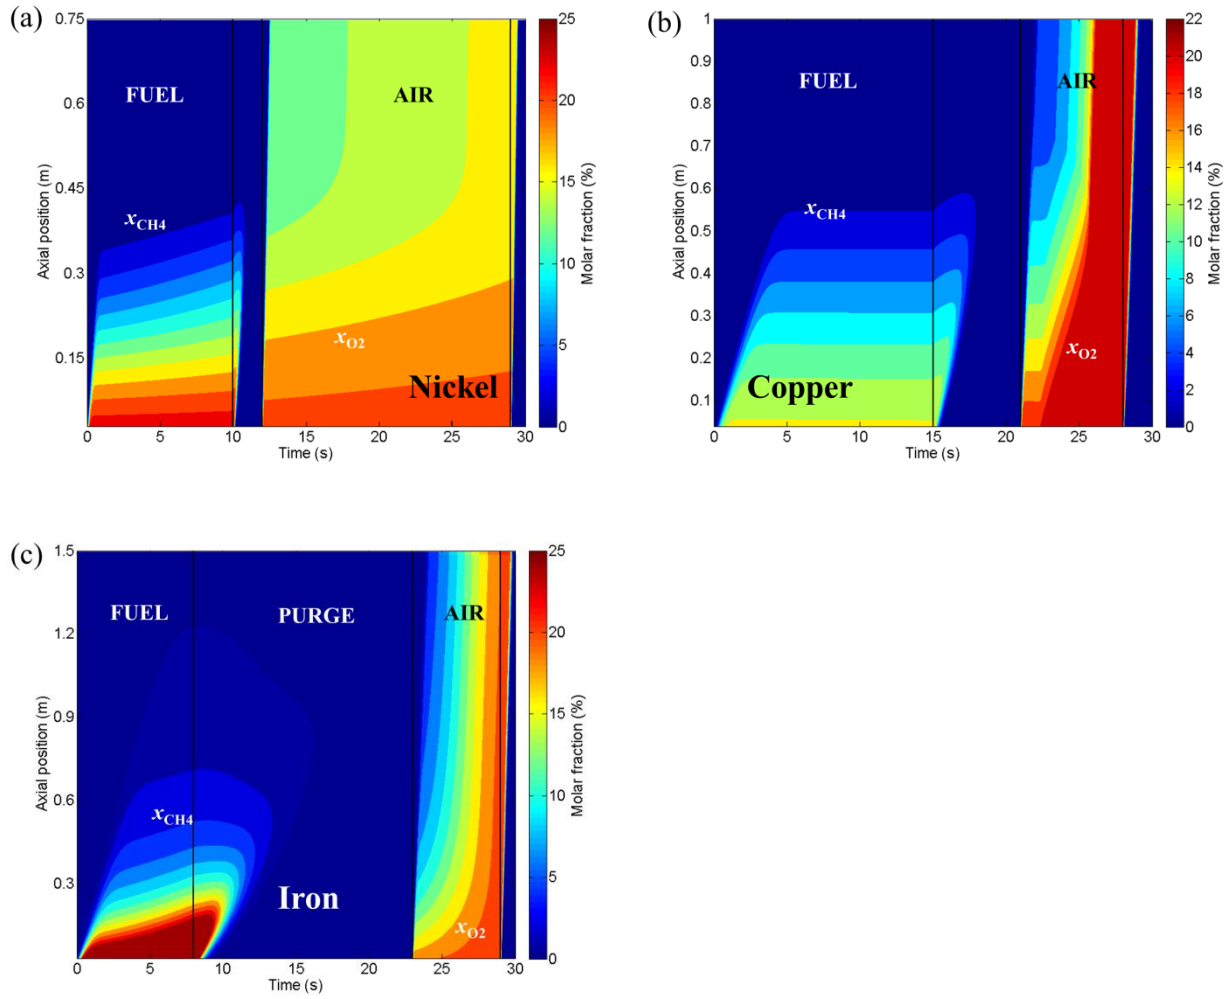 (a)
0.75
0.6
0.45
0.3
0.15
Axial position (m)
FUEL
AIR
xCH4
xO2
Nickel
0 5 10 15 20 25 30
Time (s)
25
20
15
10
5
0
Molar fraction (%)
(b)
1
0.9
0.8
0.7
0.6
0.5
0.4
0.3
0.2
0.1
Axial position (m)
FUEL
AIR
xCH4
xO2
Copper
0 5 10 15 20 25 30
Time (s)
22
20
18
16
14
12
10
8
6
4
2
0
Molar fraction (%)
(c)
1.5
1.2
0.9
0.6
0.3
Axial position (m)
FUEL
PURGE
AIR
xCH4
xO2
Iron
0 5 10 15 20 25 30
Time (s)
25
20
15
10
5
0
Molar fraction (%)